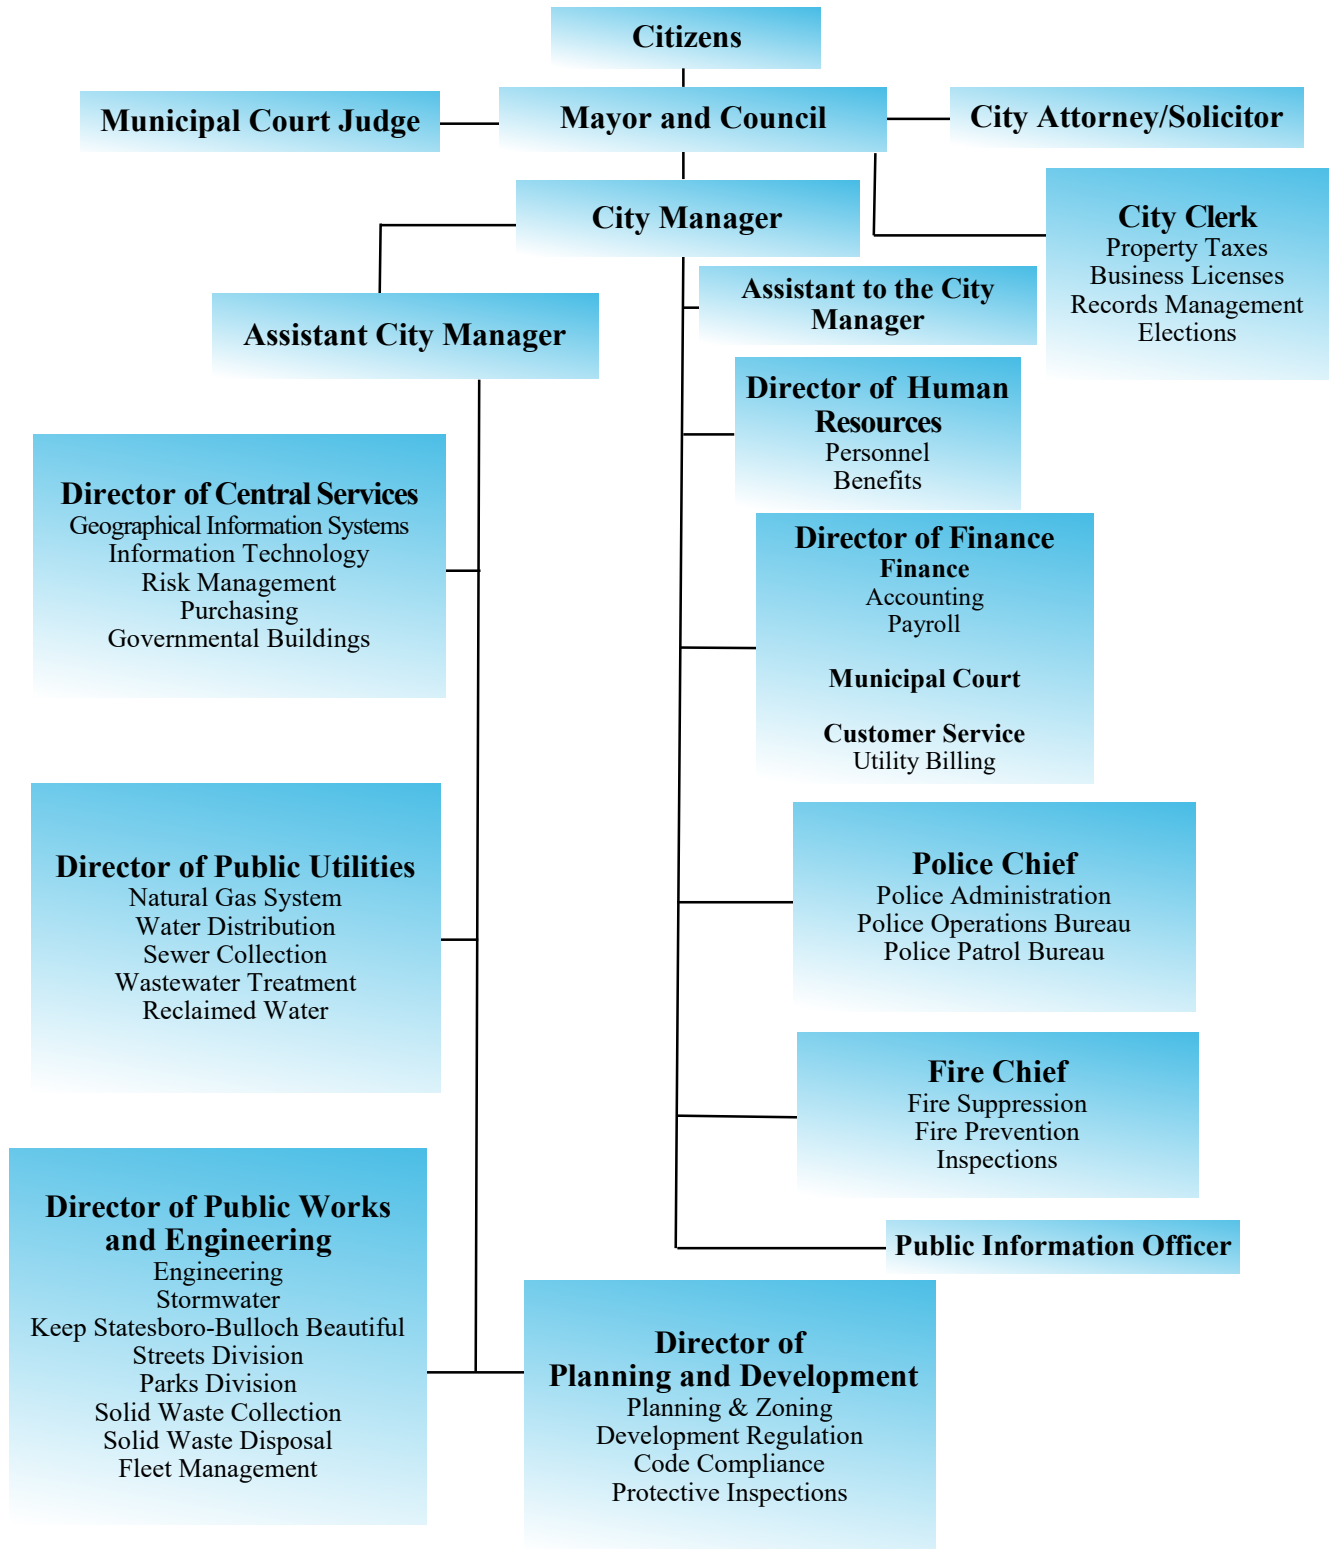 Citizens
Municipal Court Judge
Mayor and Council
City Attorney/Solicitor
City Manager
City Clerk
Property Taxes
Business Licenses
Records Management
Elections
Assistant to the City
Manager
Assistant City Manager
Director of Human
Resources
Personnel
Benefits
Director of Central Services
Geographical Information Systems
Information Technology
Risk Management
Purchasing
Governmental Buildings
Director of Finance
Finance
Accounting
Payroll
Municipal Court
Customer Service
Utility Billing
Director of Public Utilities
Natural Gas System
Water Distribution
Sewer Collection
Wastewater Treatment
Reclaimed Water
Police Chief
Police Administration
Police Operations Bureau
Police Patrol Bureau
Fire Chief
Fire Suppression
Fire Prevention
Inspections
Director of Public Works
and Engineering
Engineering
Stormwater
Keep Statesboro-Bulloch Beautiful
Streets Division
Parks Division
Solid Waste Collection
Solid Waste Disposal
Fleet Management
Public Information Officer
Director of
Planning and Development
Planning & Zoning
Development Regulation
Code Compliance
Protective Inspections